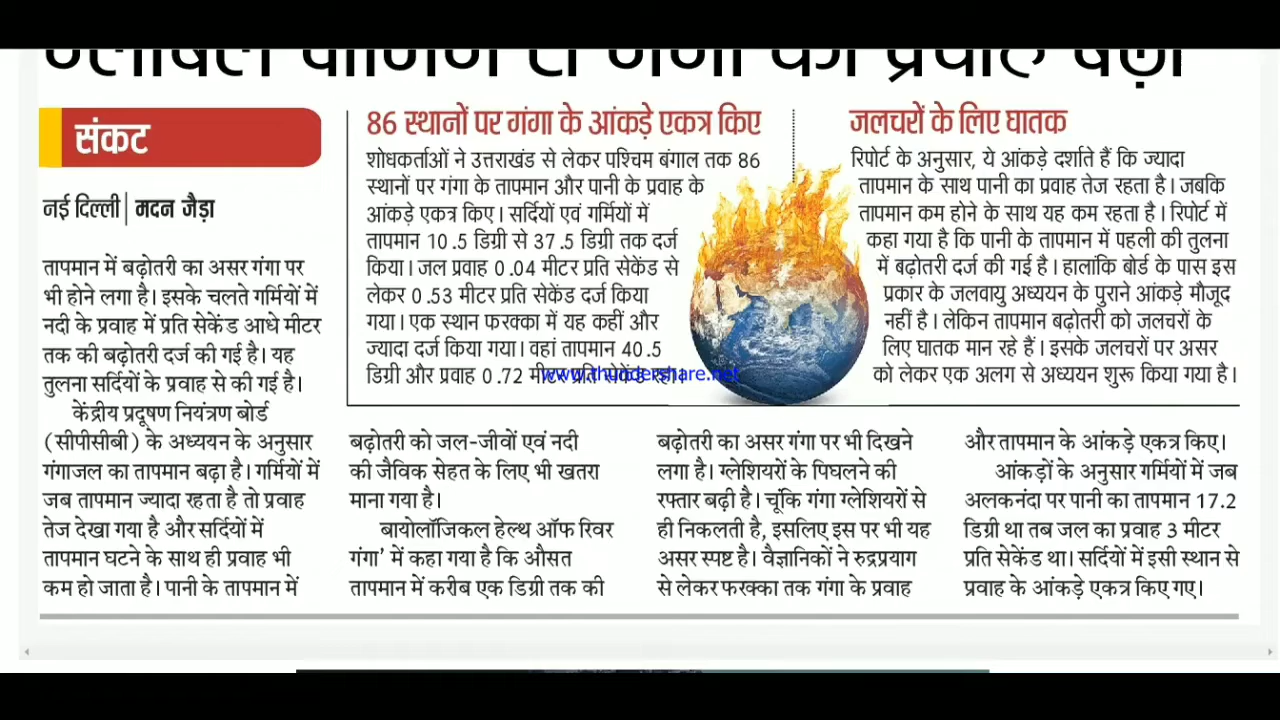 ग्लोबल वार्मिंग से गंगा का प्रवाह बढ़ा
संकट
नई दिल्ली | मदन जैड़ा
तापमान में बढ़ोतरी का असर गंगा पर
भी होने लगा है। इसके चलते गर्मियों में
नदी के प्रवाह में प्रति सेकेंड आधे मीटर
तक की बढ़ोतरी दर्ज की गई है। यह
तुलना सर्दियों के प्रवाह से की गई है।
केंद्रीय प्रदूषण नियंत्रण बोर्ड
(सीपीसीबी) के अध्ययन के अनुसार
गंगाजल का तापमान बढ़ा है। गर्मियों में
जब तापमान ज्यादा रहता है तो प्रवाह
तेज देखा गया है और सर्दियों में
तापमान घटने के साथ ही प्रवाह भी
कम हो जाता है। पानी के तापमान में
86 स्थानों पर गंगा के आंकड़े एकत्र किए
शोधकर्ताओं ने उत्तराखंड से लेकर पश्चिम बंगाल तक 86
स्थानों पर गंगा के तापमान और पानी के प्रवाह के
आंकड़े एकत्र किए। सर्दियों एवं गर्मियों में
तापमान 10.5 डिग्री से 37.5 डिग्री तक दर्ज
किया। जल प्रवाह 0.04 मीटर प्रति सेकेंड से
लेकर 0.53 मीटर प्रति सेकेंड दर्ज किया
गया। एक स्थान फरक्का में यह कहीं और
ज्यादा दर्ज किया गया। वहां तापमान 40.5
डिग्री और प्रवाह 0.72 मीटर प्रति सेकेंड रहा।
www.thundershare.net
जलचरों के लिए घातक
रिपोर्ट के अनुसार, ये आंकड़े दर्शाते हैं कि ज्यादा
तापमान के साथ पानी का प्रवाह तेज रहता है। जबकि
तापमान कम होने के साथ यह कम रहता है। रिपोर्ट में
कहा गया है कि पानी के तापमान में पहली की तुलना
में बढ़ोतरी दर्ज की गई है। हालांकि बोर्ड के पास इस
प्रकार के जलवायु अध्ययन के पुराने आंकड़े मौजूद
नहीं है। लेकिन तापमान बढ़ोतरी को जलचरों के
लिए घातक मान रहे हैं। इसके जलचरों पर असर
को लेकर एक अलग से अध्ययन शुरू किया गया है।
बढ़ोतरी को जल-जीवों एवं नदी
की जैविक सेहत के लिए भी खतरा
माना गया है।
बायोलॉजिकल हेल्थ ऑफ रिवर
गंगा’ में कहा गया है कि औसत
तापमान में करीब एक डिग्री तक की
बढ़ोतरी का असर गंगा पर भी दिखने
लगा है। ग्लेशियरों के पिघलने की
रफ्तार बढ़ी है। चूंकि गंगा ग्लेशियरों से
ही निकलती है, इसलिए इस पर भी यह
असर स्पष्ट है। वैज्ञानिकों ने रुद्रप्रयाग
से लेकर फरक्का तक गंगा के प्रवाह
और तापमान के आंकड़े एकत्र किए।
आंकड़ों के अनुसार गर्मियों में जब
अलकनंदा पर पानी का तापमान 17.2
डिग्री था तब जल का प्रवाह 3 मीटर
प्रति सेकेंड था। सर्दियों में इसी स्थान से
प्रवाह के आंकड़े एकत्र किए गए।